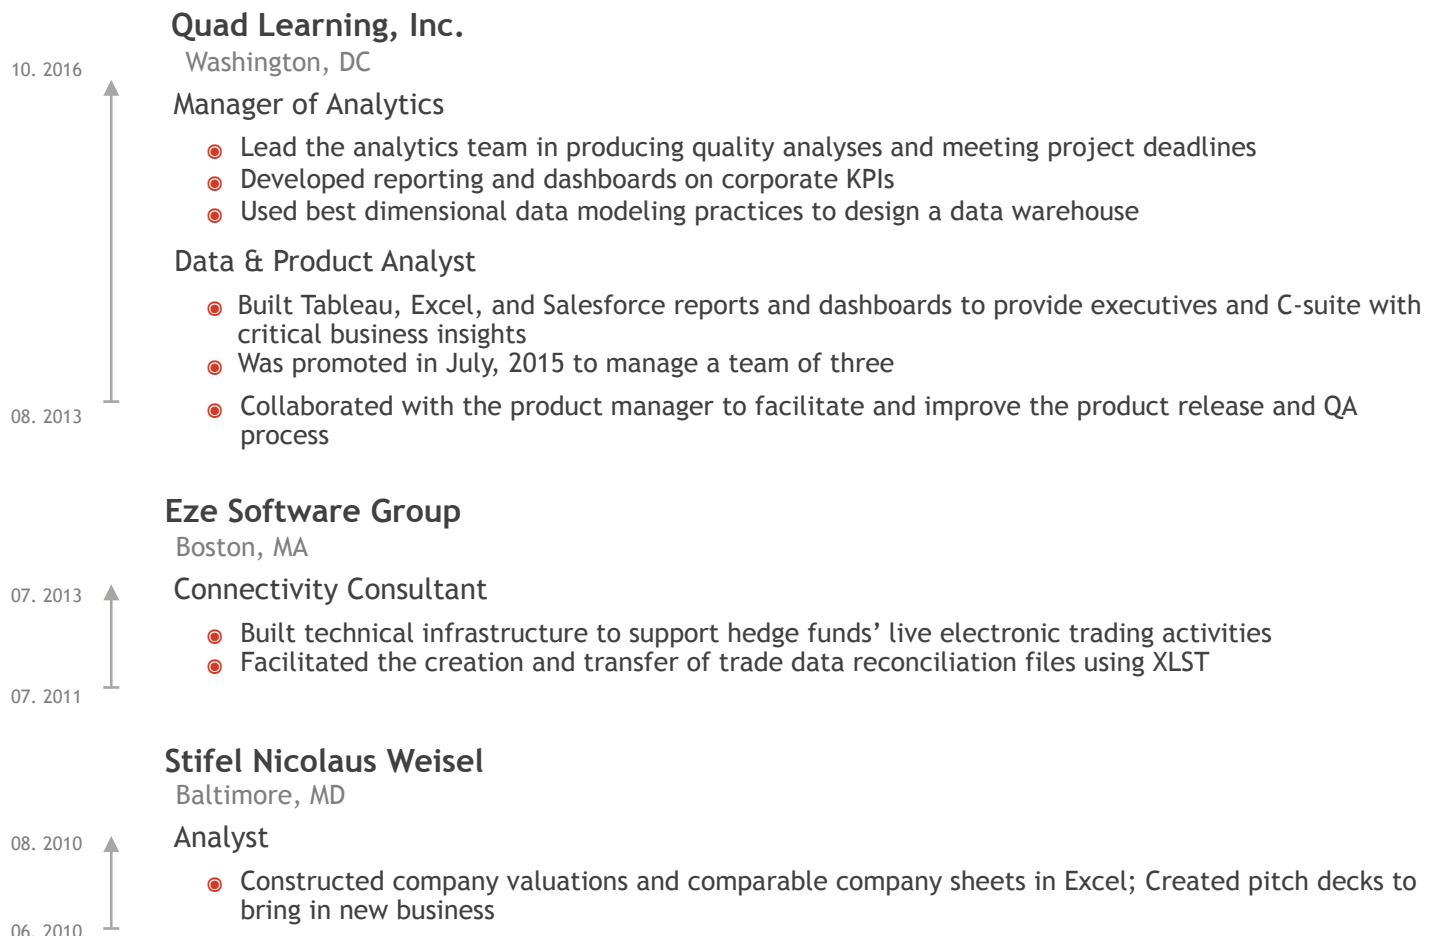 Quad Learning, Inc.
Washington, DC
10. 2016
Manager of Analytics
Lead the analytics team in producing quality analyses and meeting project deadlines
Developed reporting and dashboards on corporate KPIs
Used best dimensional data modeling practices to design a data warehouse
Data & Product Analyst
Built Tableau, Excel, and Salesforce reports and dashboards to provide executives and C-suite with
critical business insights
Was promoted in July, 2015 to manage a team of three
08. 2013
Collaborated with the product manager to facilitate and improve the product release and QA
process
Eze Software Group
Boston, MA
07. 2013
Connectivity Consultant
Built technical infrastructure to support hedge funds’ live electronic trading activities
Facilitated the creation and transfer of trade data reconciliation files using XLST
07. 2011
Stifel Nicolaus Weisel
Baltimore, MD
08. 2010
Analyst
Constructed company valuations and comparable company sheets in Excel; Created pitch decks to
bring in new business
06. 2010